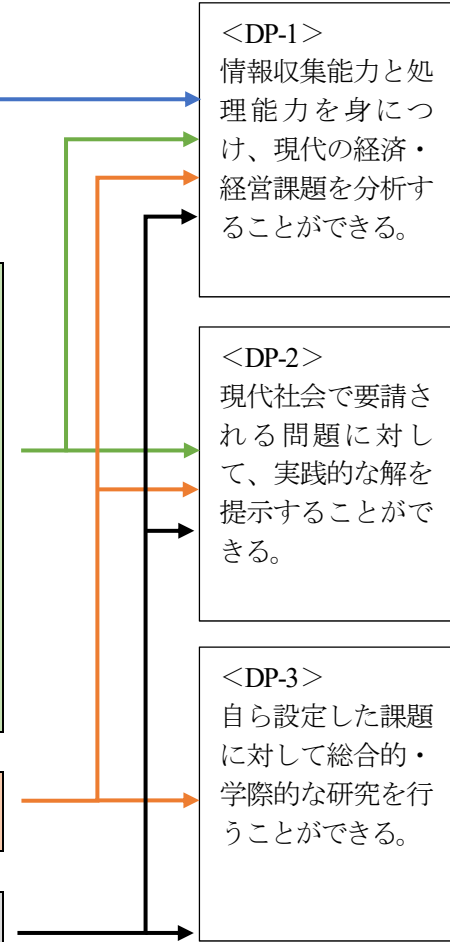 ＜DP-1＞
情報収集能力と処
理能力を身につ
け、現代の経済・
経営課題を分析す
ることができる。
＜DP-2＞
現代社会で要請さ
れる問題に対し
て、実践的な解を
提示することがで
きる。
＜DP-3＞
自ら設定した課題
に対して総合的・
学際的な研究を行
うことができる。